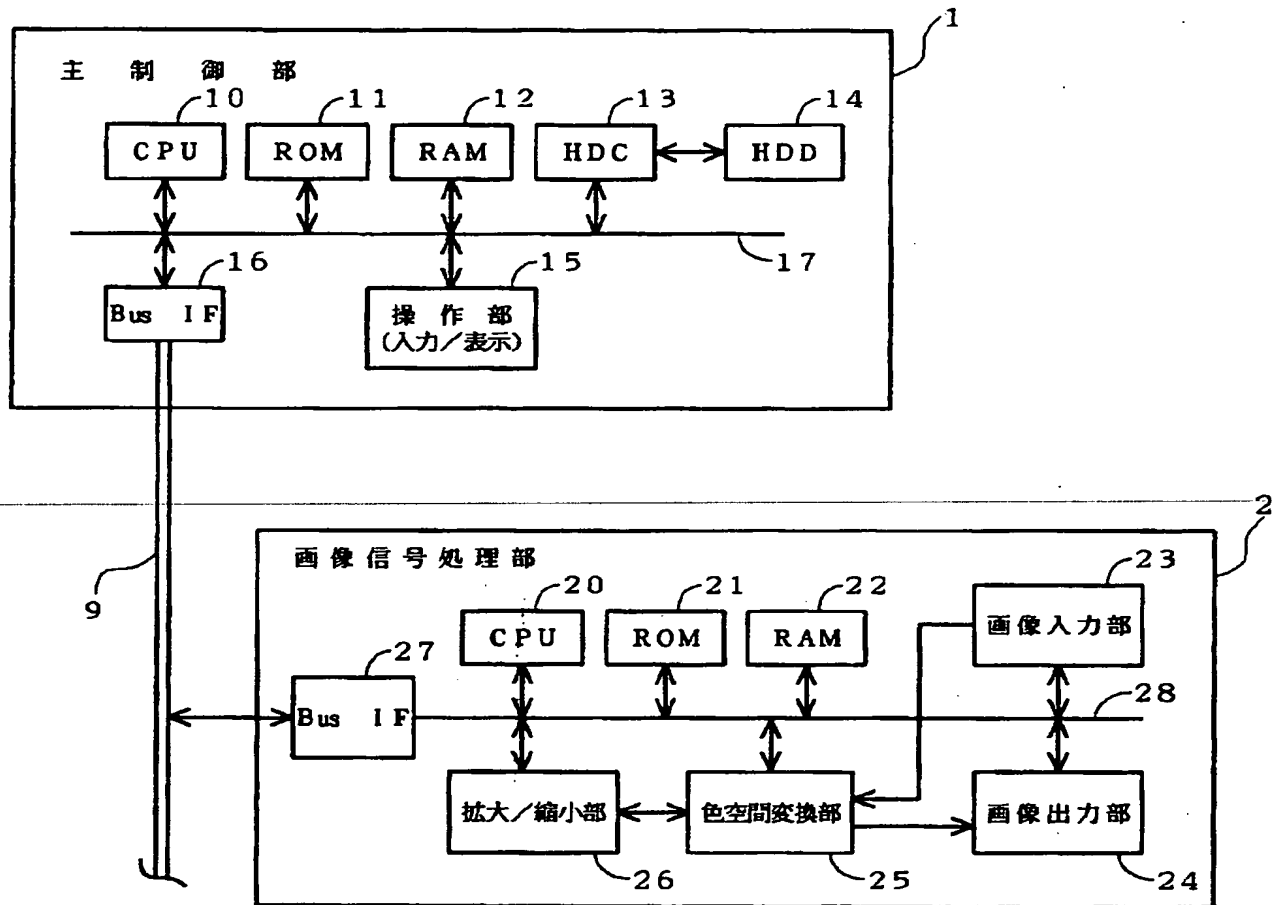 1
主制御部
10 11 12 13 14
CPU ROM RAM HDC HDD
17
16 15
Bus IF 操作部
(入力/表示)
2
画像信号処理部
9
20 21 22 23
CPU ROM RAM 画像入力部
27
Bus IF
28
拡大/縮小部 色空間変換部 画像出力部
26 25 24